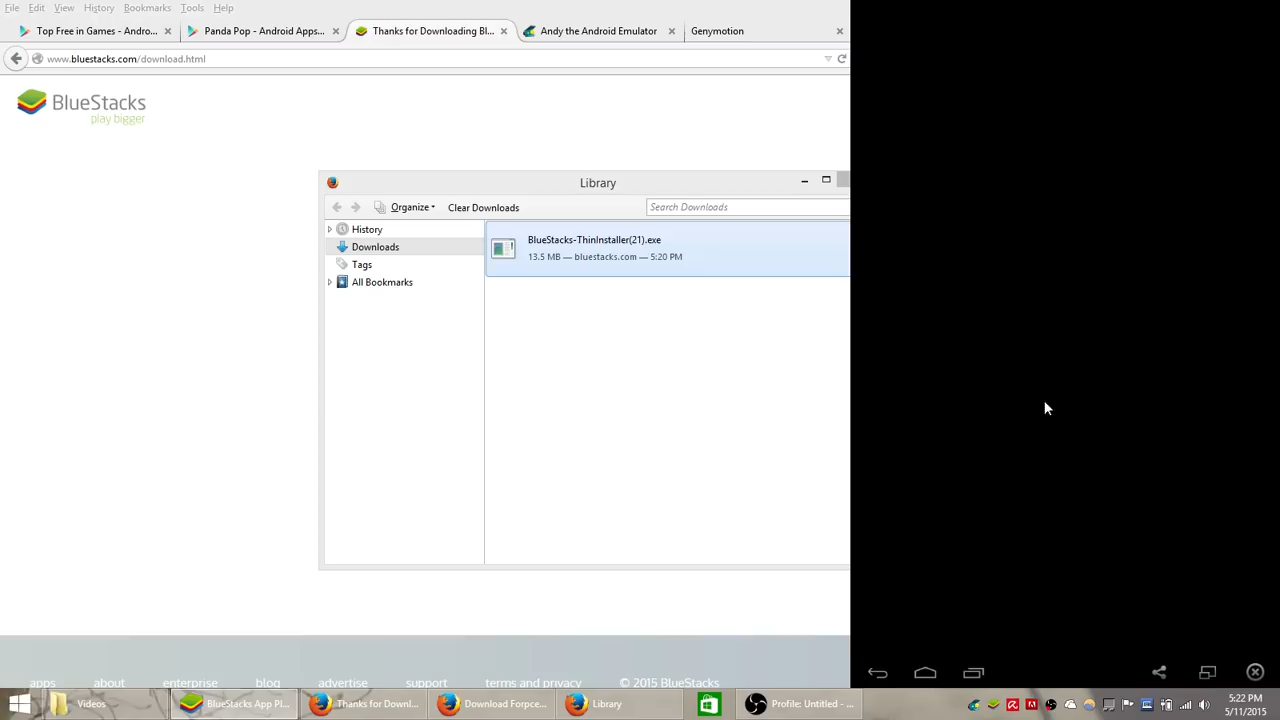 File Edit View History Bookmarks Tools Help
Top Free in Games - Andro... Panda Pop - Android Apps... Thanks for Downloading Bl... Andy the Android Emulator Genymotion
www.bluestacks.com/download.html
BlueStacks
play bigger
Library
Organize Clear Downloads Search Downloads
History
Downloads
Tags
All Bookmarks
BlueStacks-ThinInstaller(21).exe
13.5 MB — bluestacks.com — 5:20 PM
apps about enterprise blog advertise support terms and privacy © 2015 BlueStacks
Videos BlueStacks App Pl... Thanks for Downl... Download Forpce... Library Profile: Untitled - ...
5:22 PM
5/11/2015